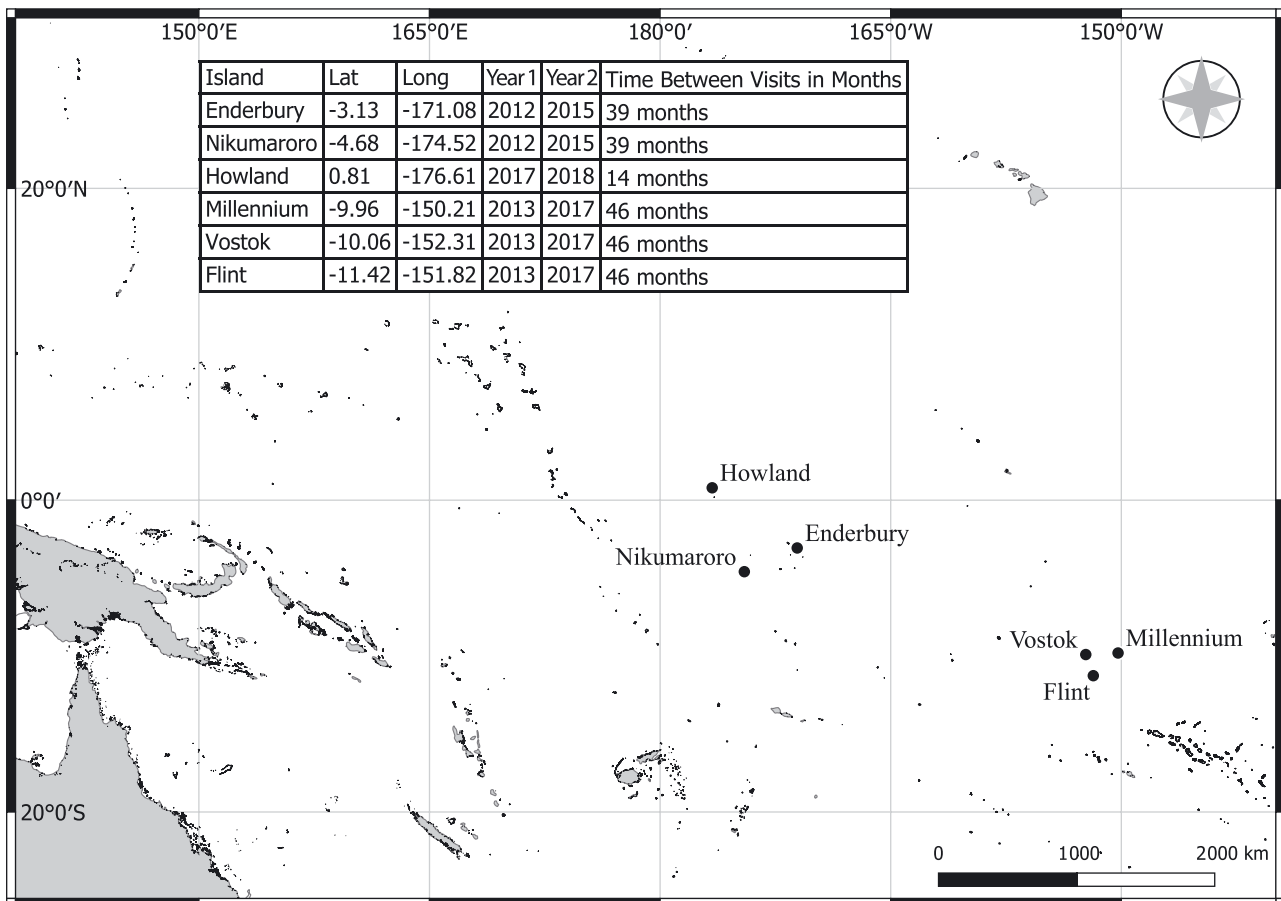 150°0′E 165°0′E 180°0′ 165°0′W 150°0′W
Island Lat Long Year1 Year2 Time Between Visits in Months
Enderbury -3.13 -171.08 2012 2015 39 months
Nikumaroro -4.68 -174.52 2012 2015 39 months
Howland 0.81 -176.61 2017 2018 14 months
Millennium -9.96 -150.21 2013 2017 46 months
Vostok -10.06 -152.31 2013 2017 46 months
Flint -11.42 -151.82 2013 2017 46 months
20°0′N
Howland
0°0′
Enderbury
Nikumaroro
Vostok Millennium
Flint
20°0′S
0 1000 2000 km